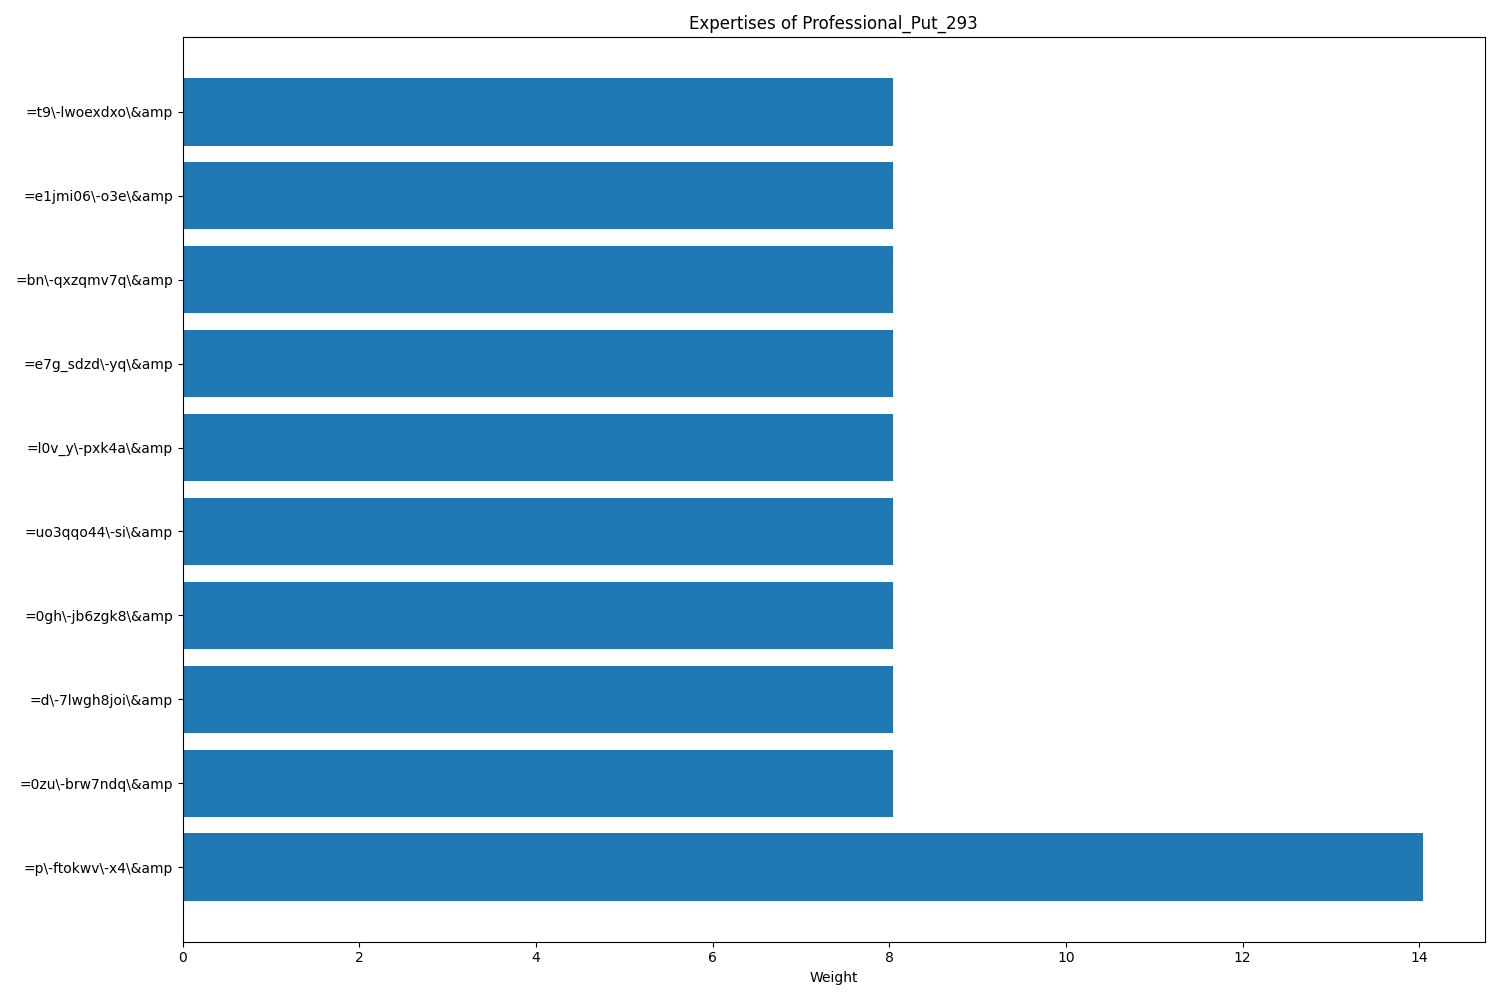 Expertises of Professional_Put_293
=t9\-lwoexdxo\&amp
=e1jmi06\-o3e\&amp
=bn\-qxzqmv7q\&amp
=e7g_sdzd\-yq\&amp
=l0v_y\-pxk4a\&amp
=uo3qqo44\-si\&amp
=0gh\-jb6zgk8\&amp
=d\-7lwgh8joi\&amp
=0zu\-brw7ndq\&amp
=p\-ftokwv\-x4\&amp
0 2 4 6 8 10 12 14
Weight